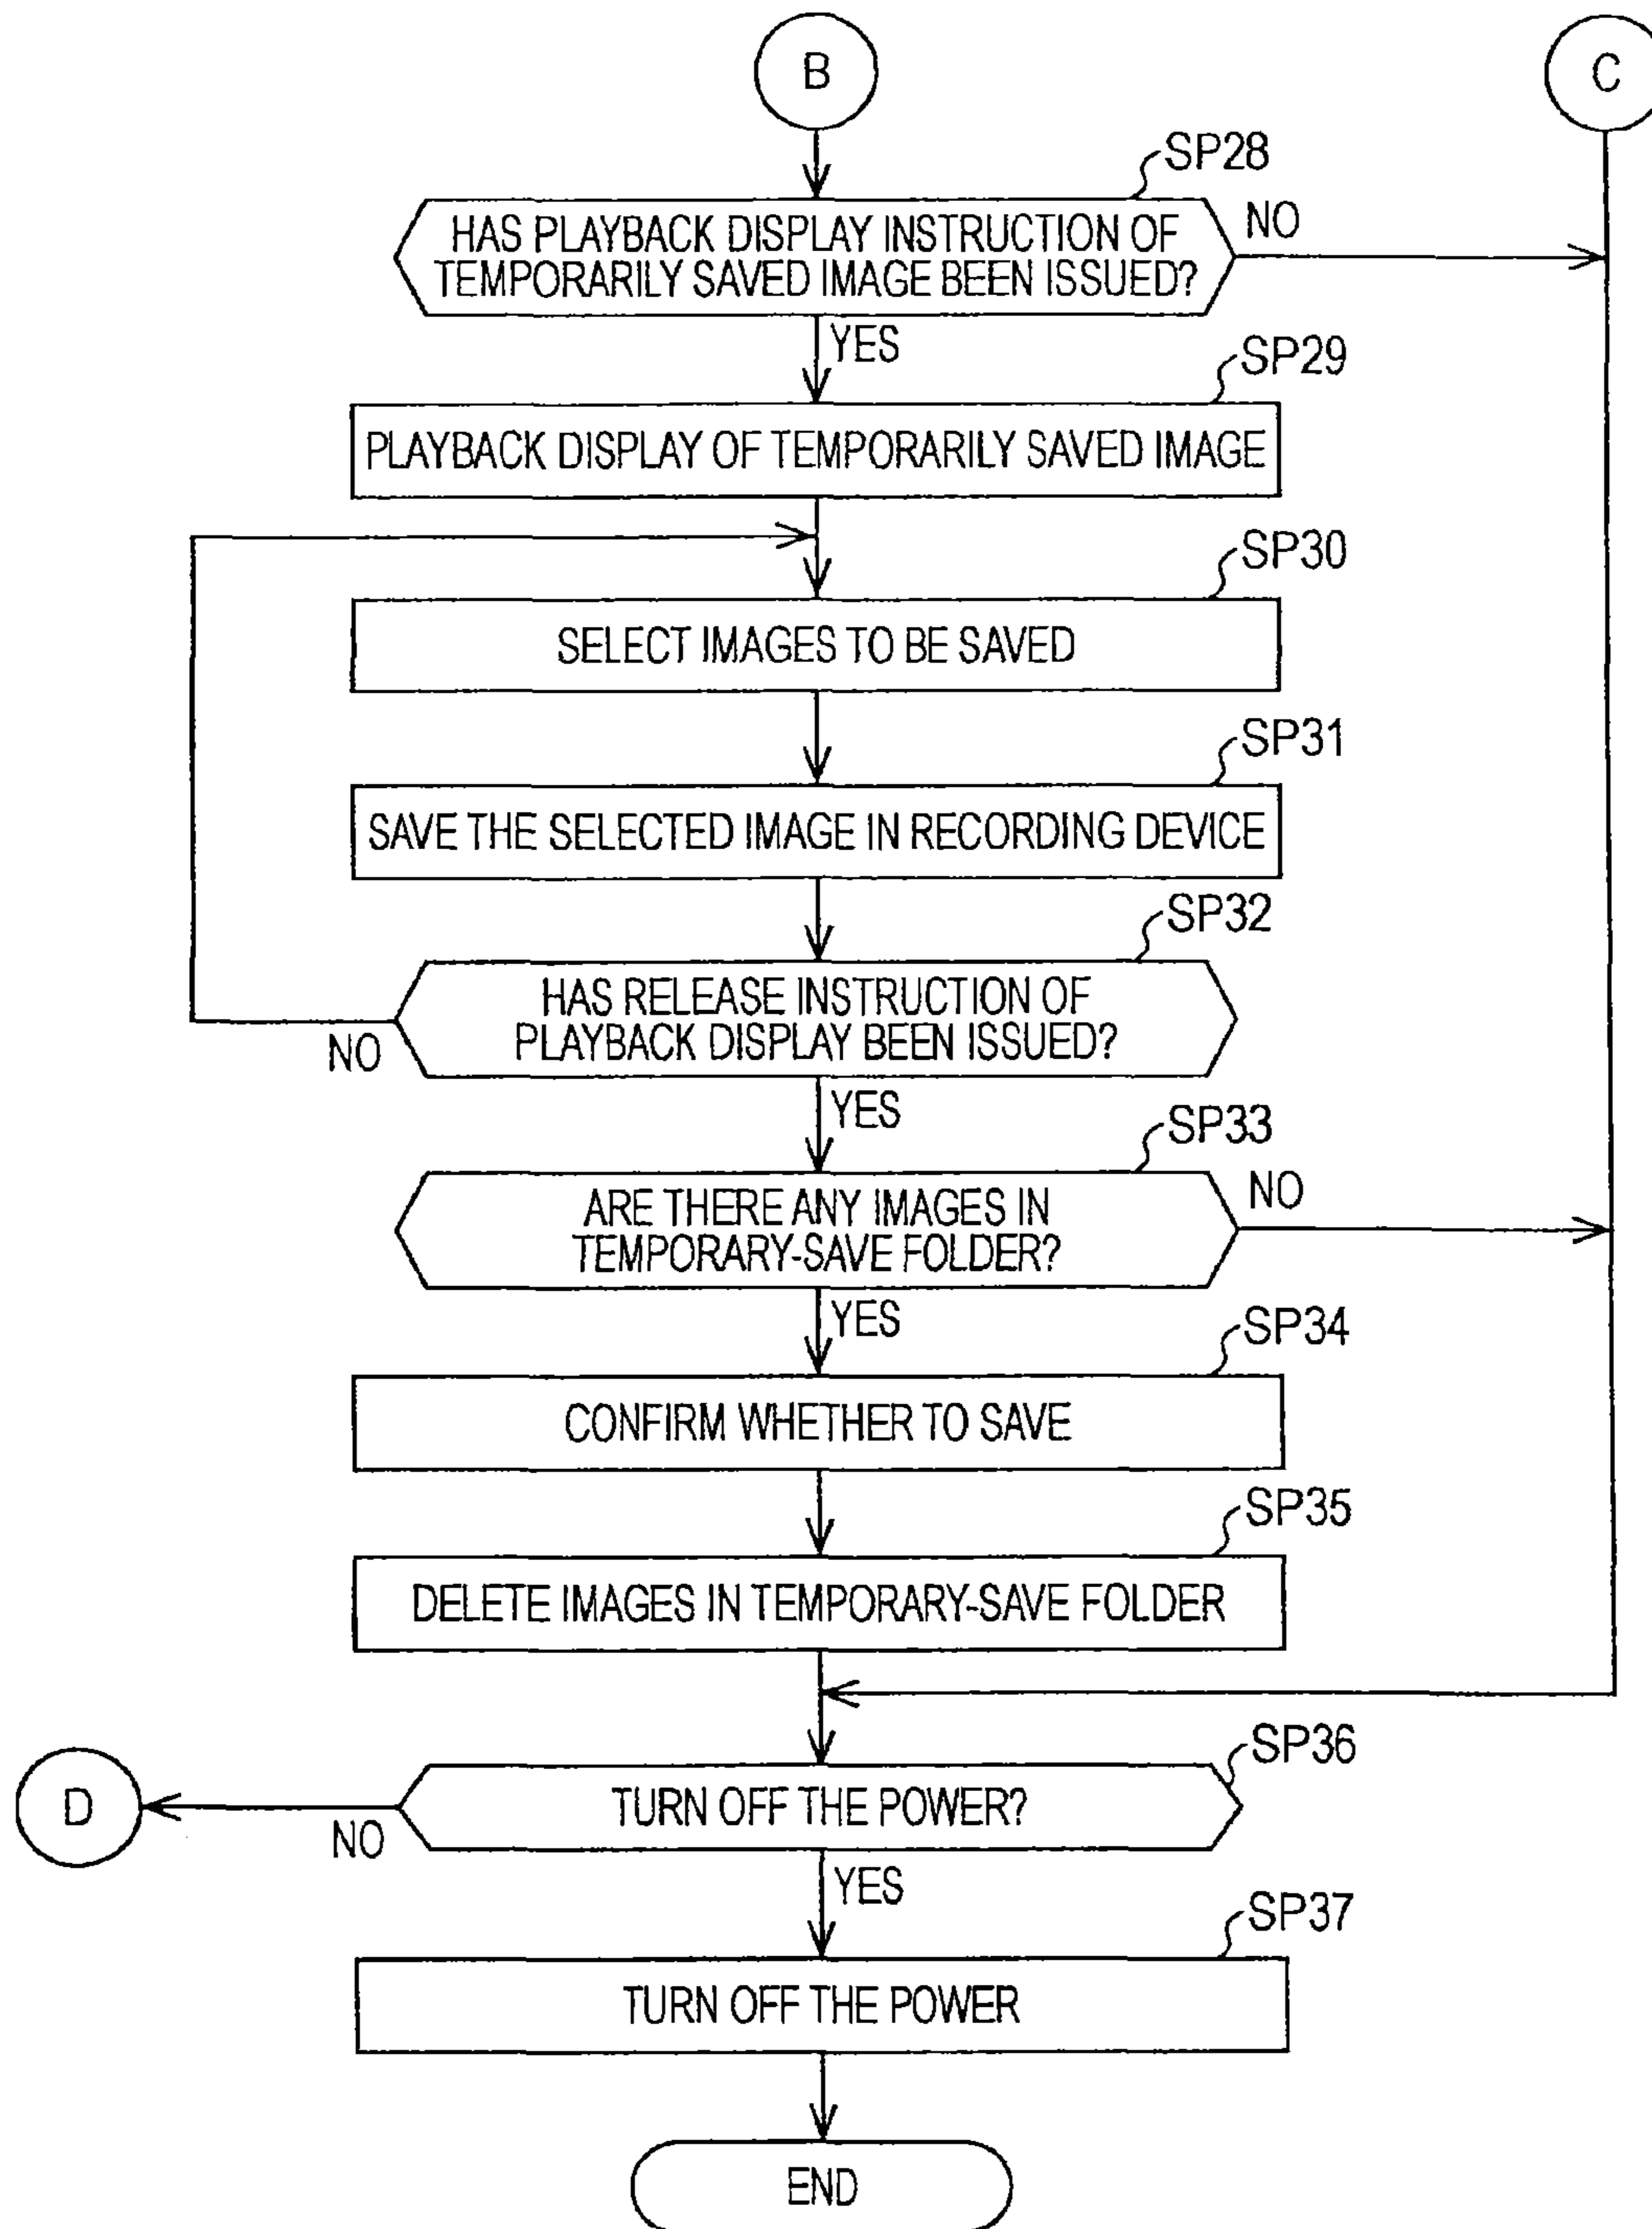 B
C
SP28
HAS PLAYBACK DISPLAY INSTRUCTION OF
TEMPORARILY SAVED IMAGE BEEN ISSUED?
NO
YES
SP29
PLAYBACK DISPLAY OF TEMPORARILY SAVED IMAGE
SP30
SELECT IMAGES TO BE SAVED
SP31
SAVE THE SELECTED IMAGE IN RECORDING DEVICE
SP32
HAS RELEASE INSTRUCTION OF
PLAYBACK DISPLAY BEEN ISSUED?
NO
YES
SP33
ARE THERE ANY IMAGES IN
TEMPORARY-SAVE FOLDER?
NO
YES
SP34
CONFIRM WHETHER TO SAVE
SP35
DELETE IMAGES IN TEMPORARY-SAVE FOLDER
SP36
D
TURN OFF THE POWER?
NO
YES
SP37
TURN OFF THE POWER
END